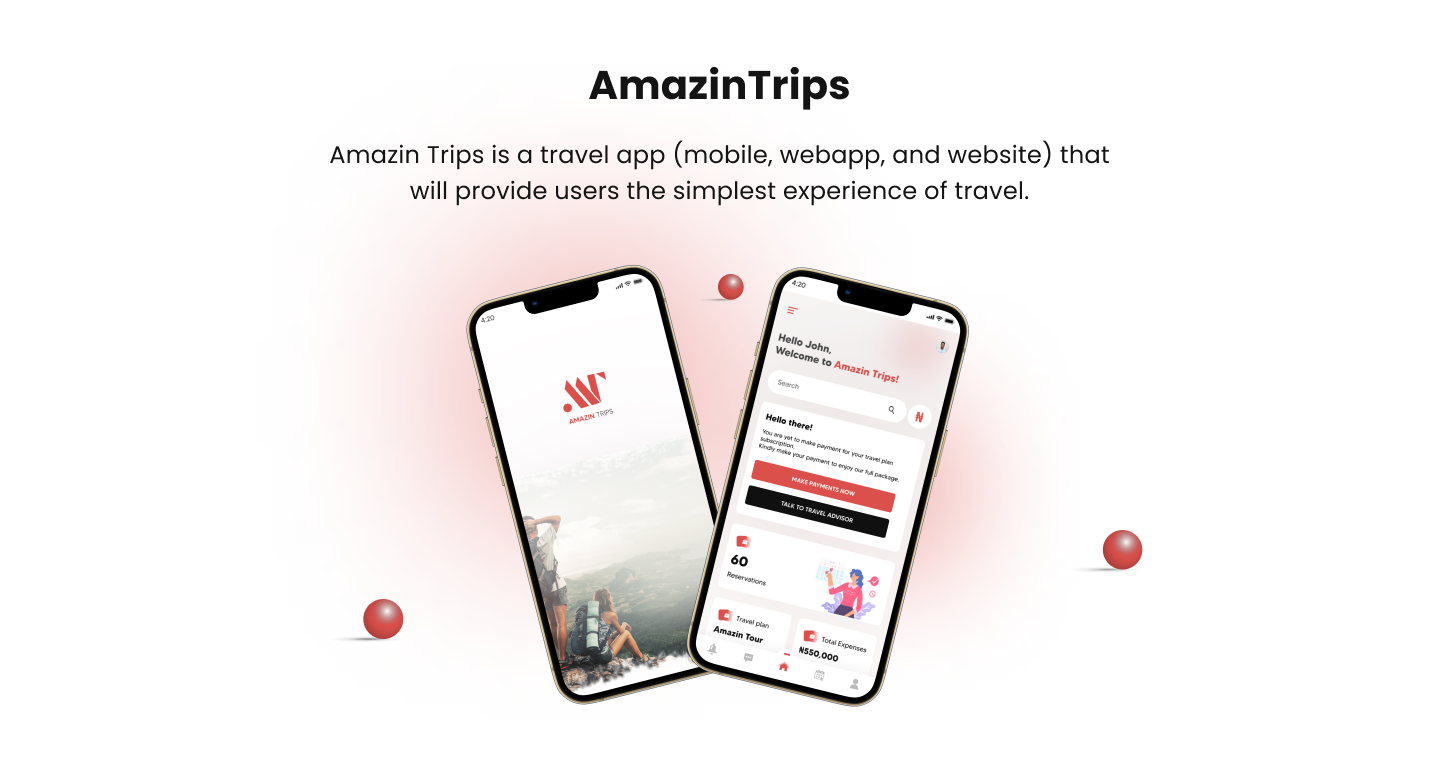 AmazinTrips
Amazin Trips is a travel app (mobile, webapp, and website) that
will provide users the simplest experience of travel.
4:20
AMAZIN TRIPS
4:20
Hello John,
Welcome to Amazin Trips!
Search
₦
Hello there!
You are yet to make payment for your travel plan
subscription.
Kindly make your payment to enjoy our full package.
MAKE PAYMENTS NOW
TALK TO TRAVEL ADVISOR
60
Reservations
Travel plan
Amazin Tour
Total Expenses
₦550,000